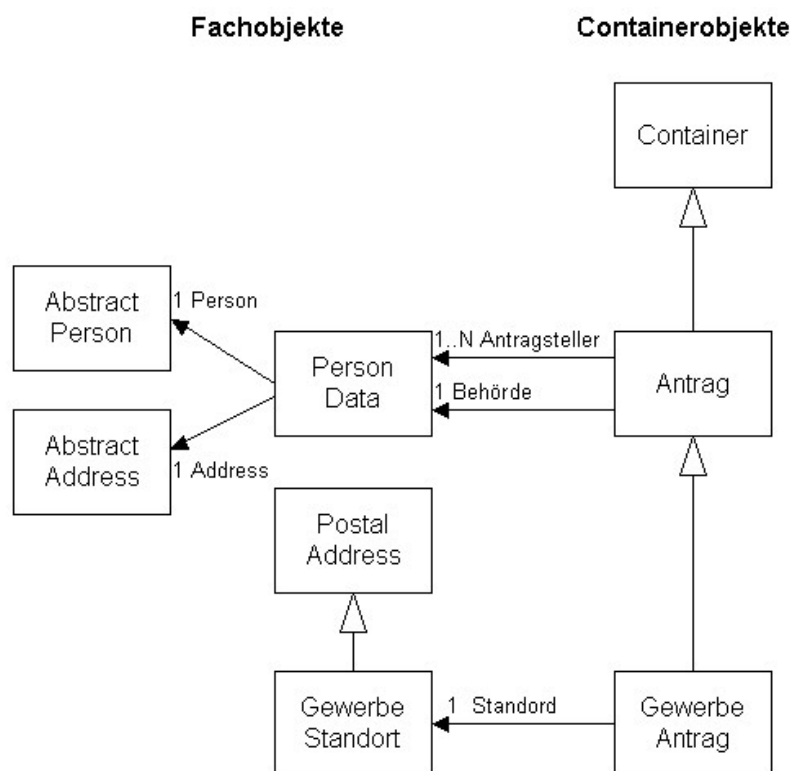 Fachobjekte
Containerobjekte
Container
Abstract
Person
1 Person
Person
Data
1..N Antragsteller
1 Behörde
Antrag
Abstract
Address
1 Address
Postal
Address
Gewerbe
Standort
1 Standord
Gewerbe
Antrag